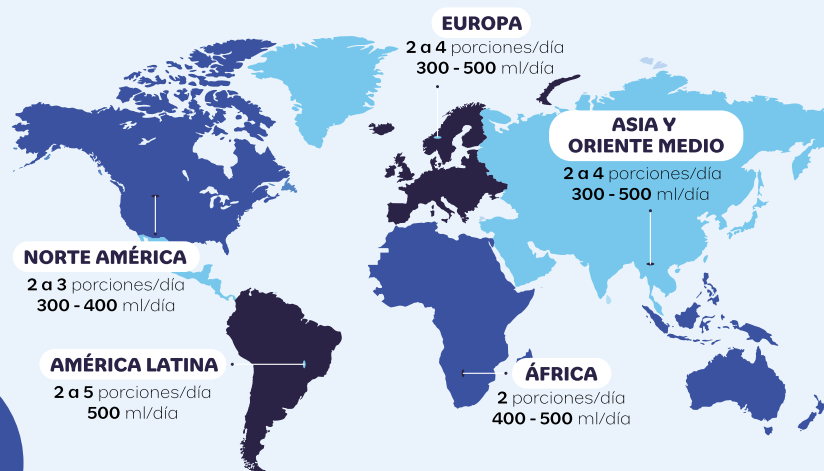 EUROPA
2 a 4 porciones/día
300 - 500 ml/día
ASIA Y
ORIENTE MEDIO
2 a 4 porciones/día
300 - 500 ml/día
NORTE AMÉRICA
2 a 3 porciones/día
300 - 400 ml/día
AMÉRICA LATINA
2 a 5 porciones/día
500 ml/día
ÁFRICA
2 porciones/día
400 - 500 ml/día